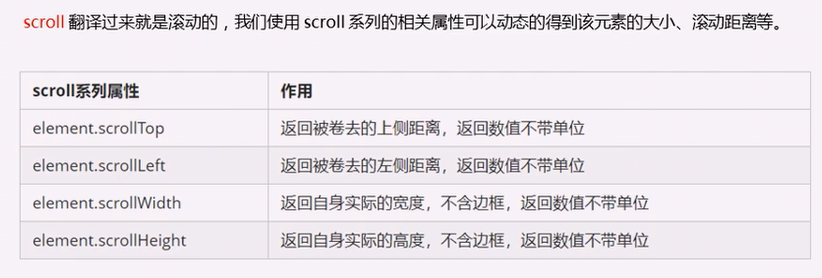 scroll 翻译过来就是滚动的，我们使用 scroll 系列的相关属性可以动态的得到该元素的大小、滚动距离等。
scroll系列属性 作用
element.scrollTop 返回被卷去的上侧距离，返回数值不带单位
element.scrollLeft 返回被卷去的左侧距离，返回数值不带单位
element.scrollWidth 返回自身实际的宽度，不含边框，返回数值不带单位
element.scrollHeight 返回自身实际的高度，不含边框，返回数值不带单位